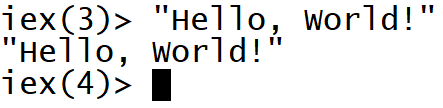 iex(3)> "Hello, World!"
"Hello, World!"
iex(4)>